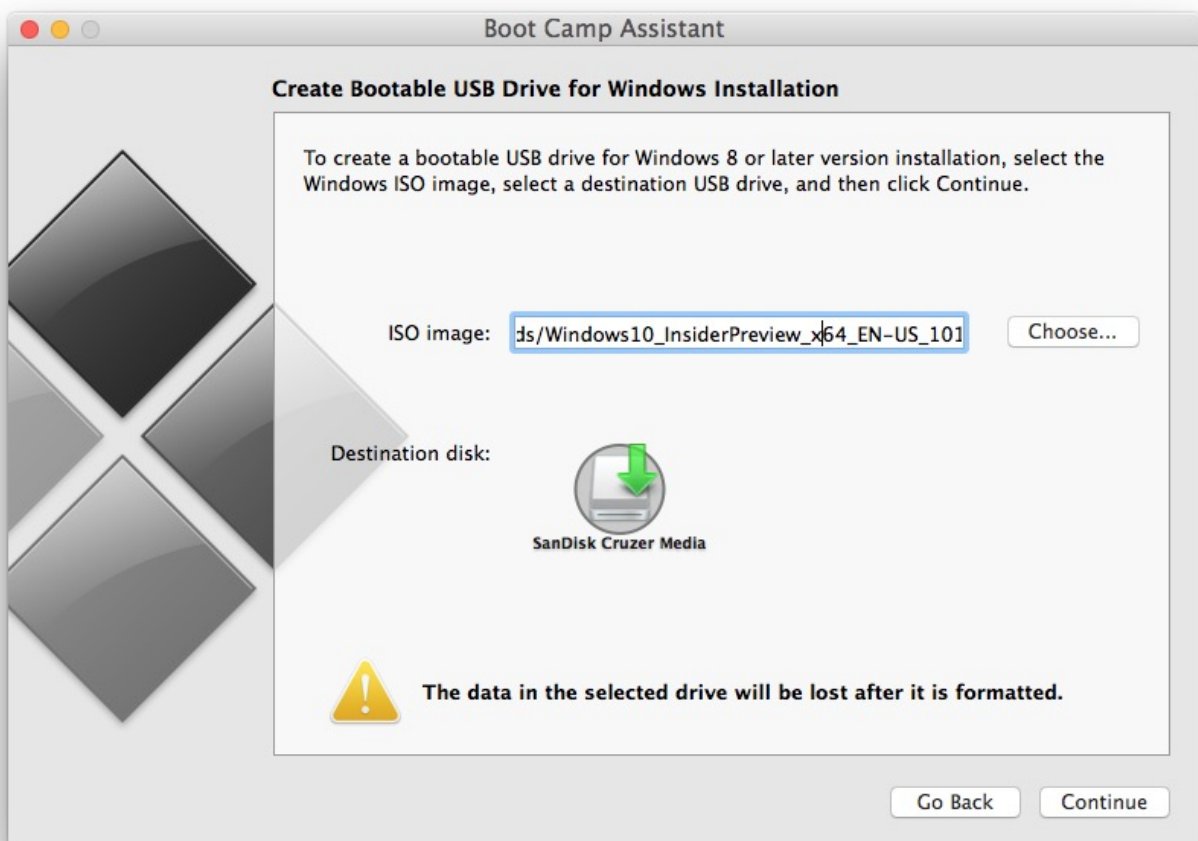 Boot Camp Assistant
Create Bootable USB Drive for Windows Installation
To create a bootable USB drive for Windows 8 or later version installation, select the
Windows ISO image, select a destination USB drive, and then click Continue.
ISO image: ds/Windows10_InsiderPreview_x64_EN-US_101 Choose...
Destination disk:
SanDisk Cruzer Media
The data in the selected drive will be lost after it is formatted.
Go Back Continue